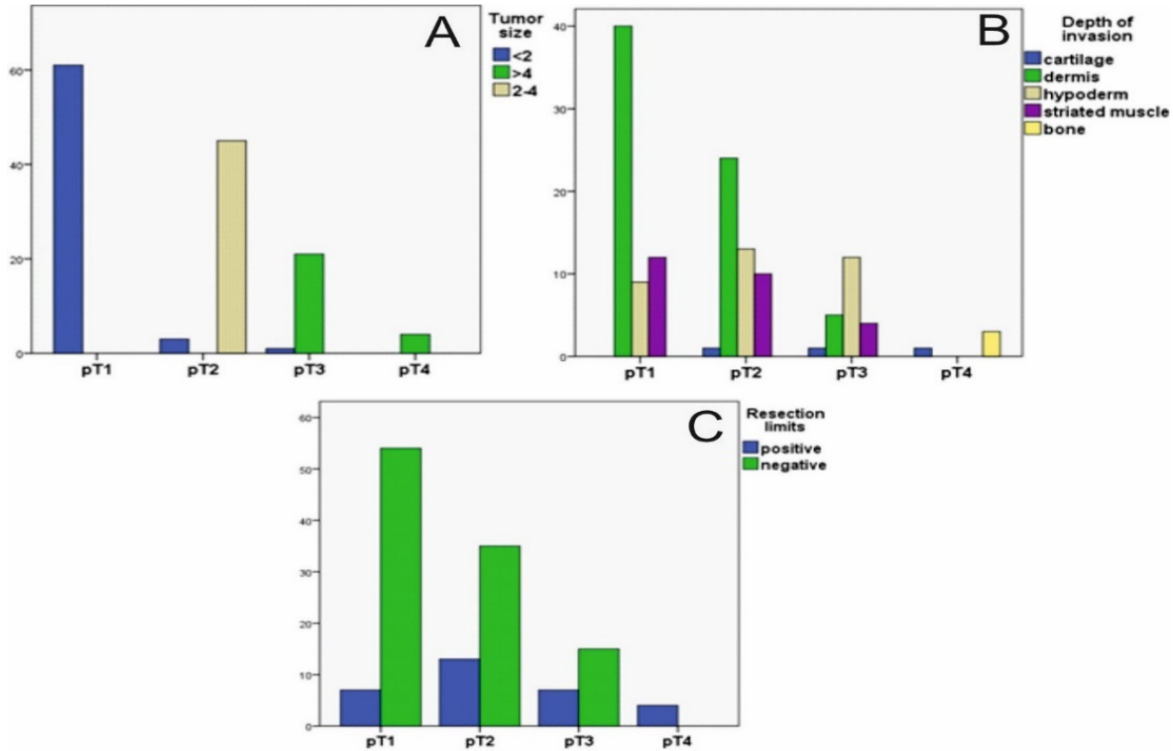 A
Tumor
size
<2
>4
2-4
60
40
20
0
pT1 pT2 pT3 pT4
B
Depth of
invasion
cartilage
dermis
hypoderm
striated muscle
bone
40
30
20
10
0
pT1 pT2 pT3 pT4
C
Resection
limits
positive
negative
60
50
40
30
20
10
0
pT1 pT2 pT3 pT4